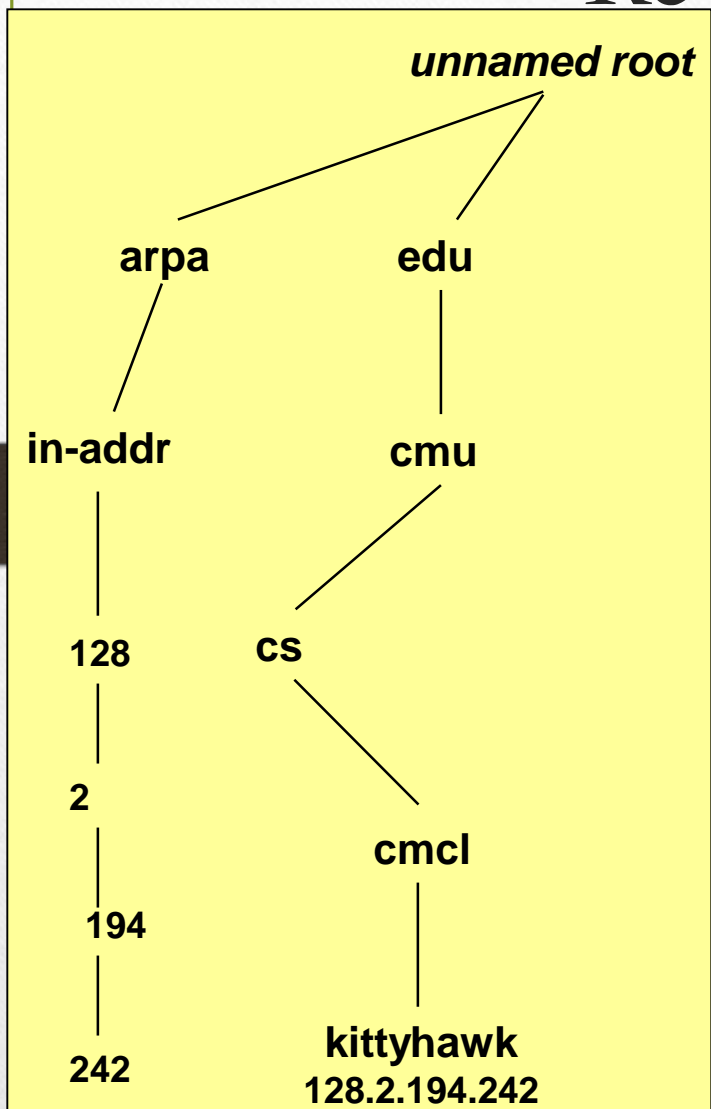 unnamed root
arpa edu
in-addr cmu
128 cs
2
cmcl
194
kittyhawk
242
128.2.194.242